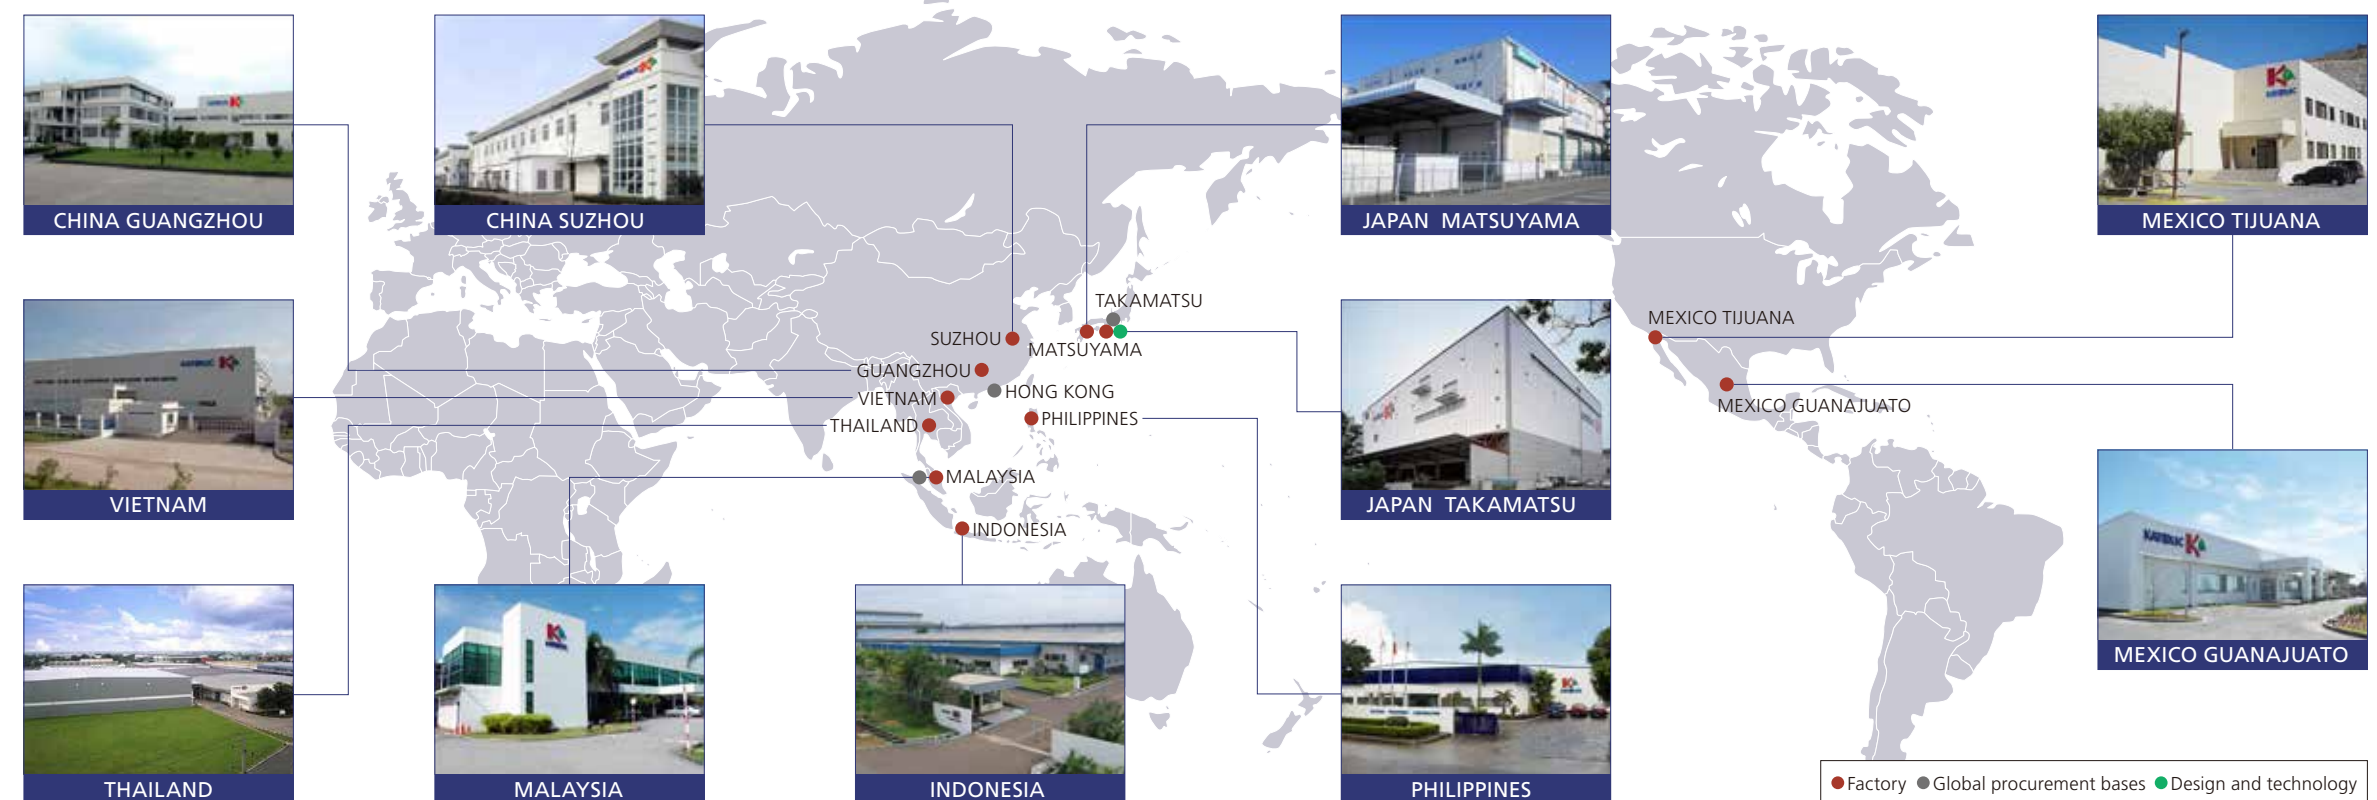 CHINA GUANGZHOU
CHINA SUZHOU
JAPAN MATSUYAMA
MEXICO TIJUANA
TAKAMATSU
MEXICO TIJUANA
SUZHOU
MATSUYAMA
GUANGZHOU
HONG KONG
VIETNAM
MEXICO GUANAJUATO
PHILIPPINES
THAILAND
MALAYSIA
VIETNAM
JAPAN TAKAMATSU
INDONESIA
MEXICO GUANAJUATO
THAILAND
MALAYSIA
INDONESIA
PHILIPPINES
Factory Global procurement bases Design and technology